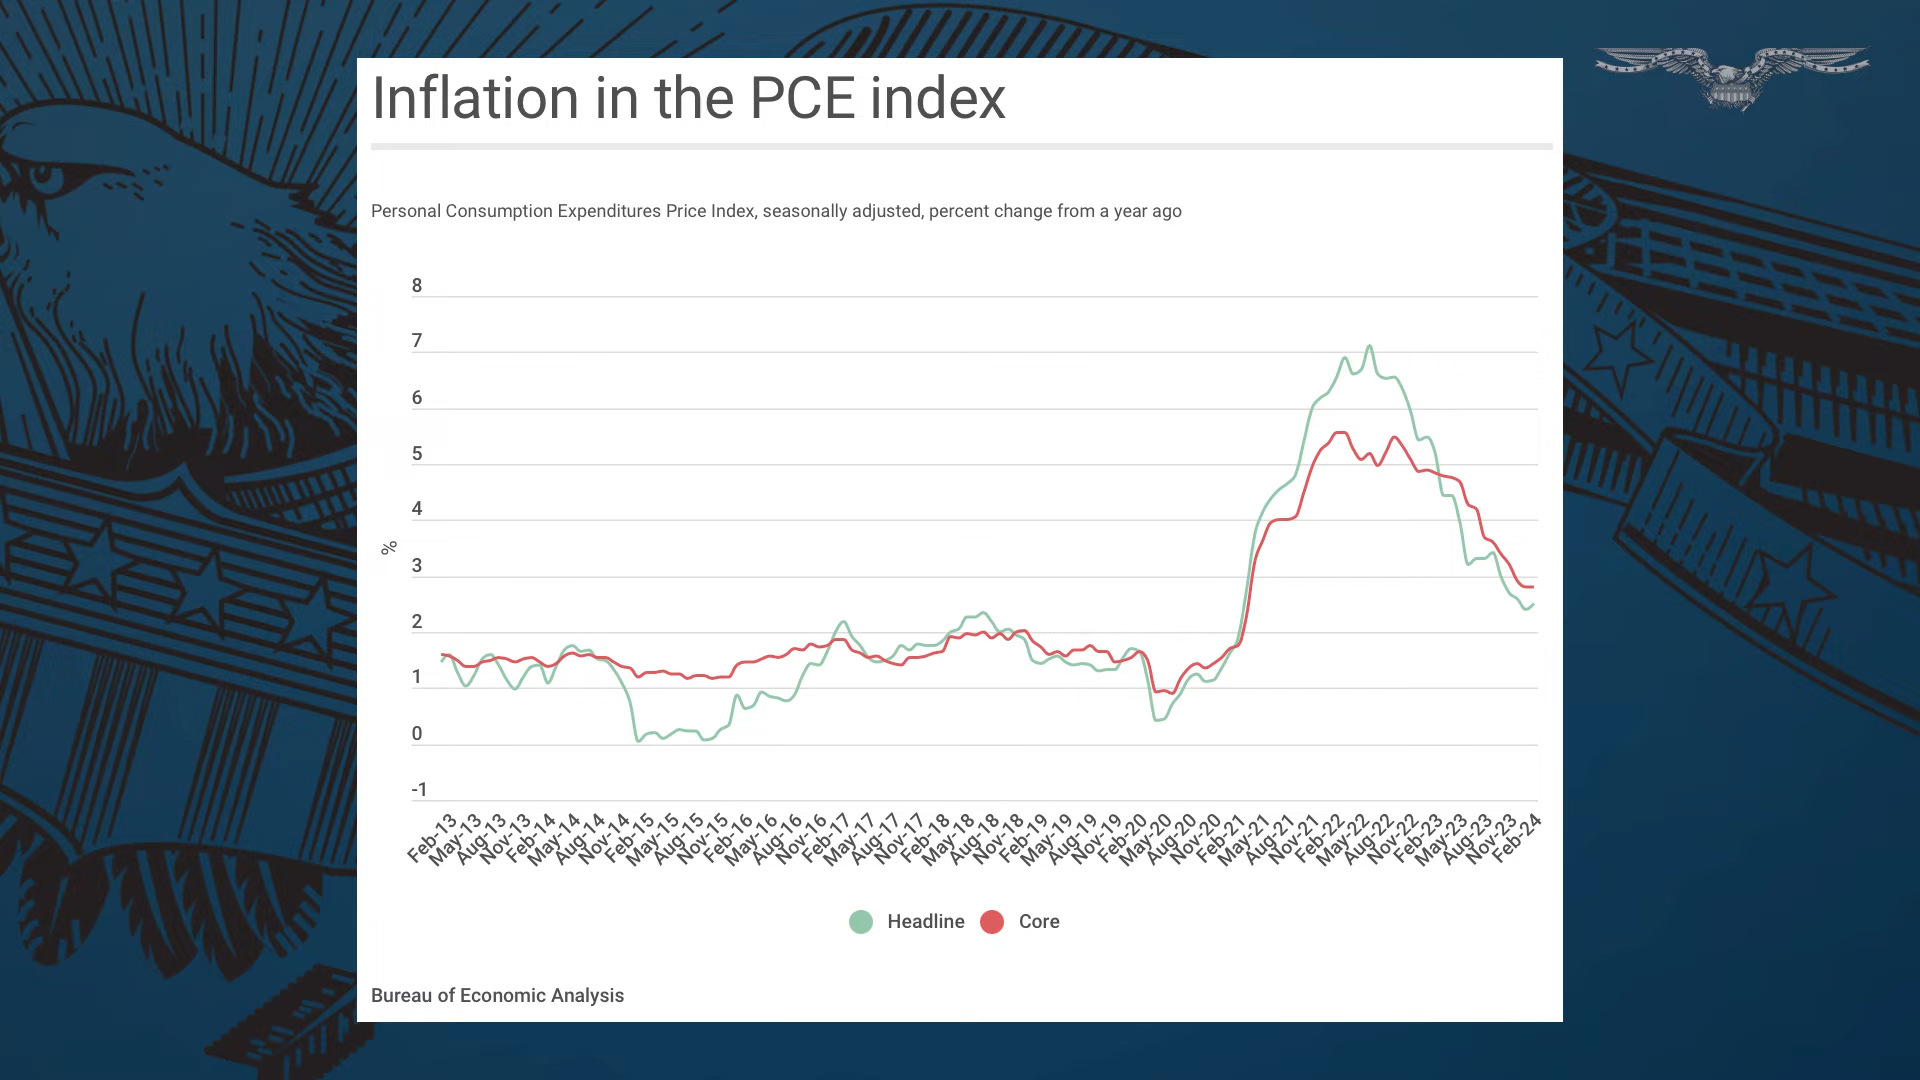 Inflation in the PCE index
Personal Consumption Expenditures Price Index, seasonally adjusted, percent change from a year ago
8
7
6
5
4
%
3
2
1
0
-1
Feb-13 May-13 Aug-13 Nov-13 Feb-14 May-14 Aug-14 Nov-14 Feb-15 May-15 Aug-15 Nov-15 Feb-16 May-16 Aug-16 Nov-16 Feb-17 May-17 Aug-17 Nov-17 Feb-18 May-18 Aug-18 Nov-18 Feb-19 May-19 Aug-19 Nov-19 Feb-20 May-20 Aug-20 Nov-20 Feb-21 May-21 Aug-21 Nov-21 Feb-22 May-22 Aug-22 Nov-22 Feb-23 May-23 Aug-23 Nov-23 Feb-24
Headline Core
Bureau of Economic Analysis